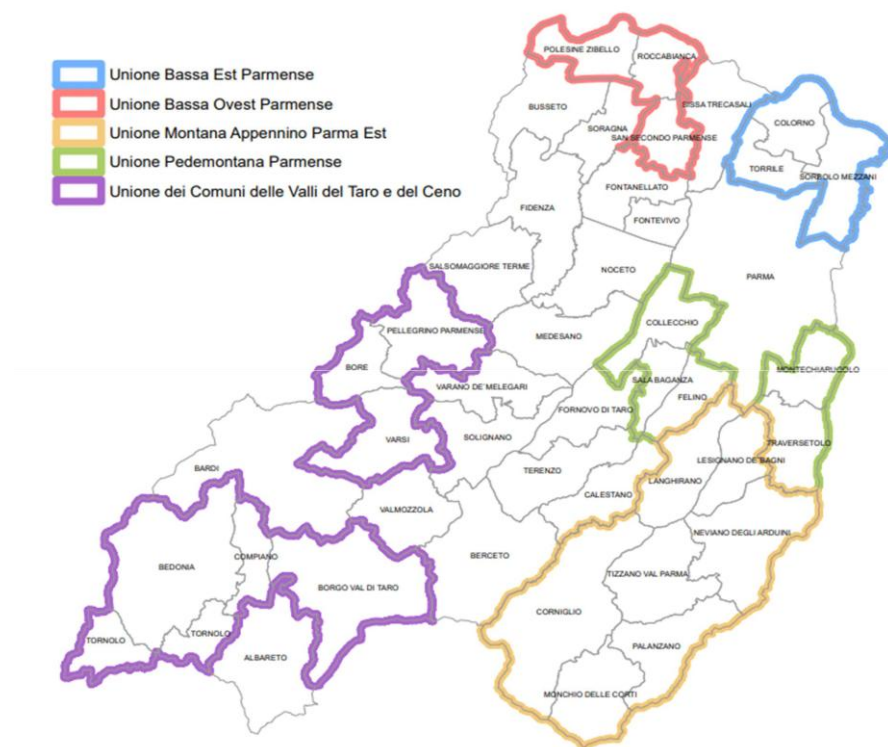 Unione Bassa Est Parmense
Unione Bassa Ovest Parmense
Unione Montana Appennino Parma Est
Unione Pedemontana Parmense
Unione dei Comuni delle Valli del Taro e del Ceno
POLESINE ZIBELLO
ROCCABIANCA
BUSSETO
SISSA TRECASALI
COLORNO
SORAGNA
SAN SECONDO PARMENSE
TORRILE
SORBOLO MEZZANI
FONTANELLATO
FIDENZA
FONTEVIVO
SALSOMAGGIORE TERME
NOCETO
PARMA
PELLEGRINO PARMENSE
MEDESANO
COLLECCHIO
BORE
MONTECHIARUGOLO
VARANO DE' MELEGARI
SALA BAGANZA
FELINO
FORNOVO DI TARO
VARSI
SOLIGNANO
TRAVERSETOLO
BARDI
TERENZO
LESIGNANO DE' BAGNI
LANGHIRANO
CALESTANO
VALMOZZOLA
NEVIANO DEGLI ARDUINI
COMPIANO
BERCETO
BEDONIA
TIZZANO VAL PARMA
BORGO VAL DI TARO
CORNIGLIO
TORNOLO
TORNOLO
PALANZANO
ALBARETO
MONCHIO DELLE CORTI